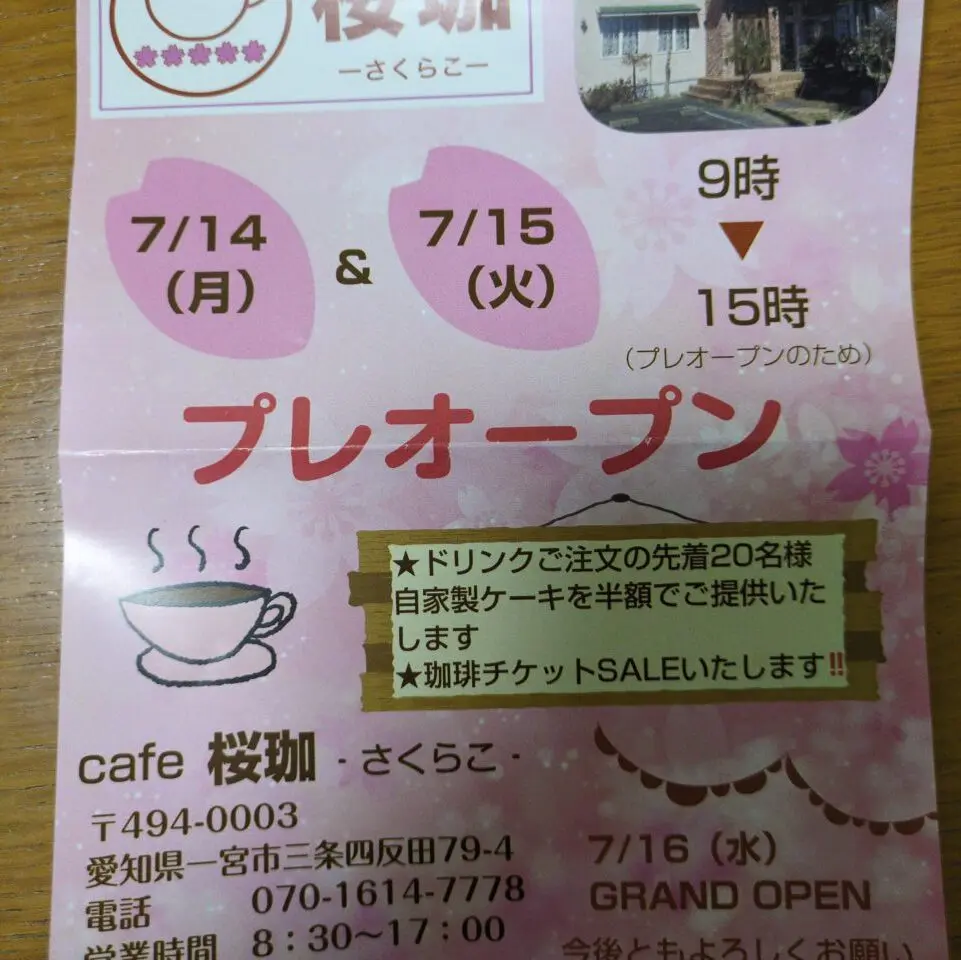 桜珈
ーさくらこー
7/14
(月)
&
7/15
(火)
9時
▼
15時
(プレオープンのため)
プレオープン
★ドリンクご注文の先着20名様
自家製ケーキを半額でご提供いた
します
★珈琲チケットSALEいたします‼
cafe 桜珈 - さくらこ -
〒494-0003
愛知県一宮市三条四反田79-4
電話 070-1614-7778
営業時間 8:30~17:00
7/16(水)
GRAND OPEN
今後ともよろしくお願い